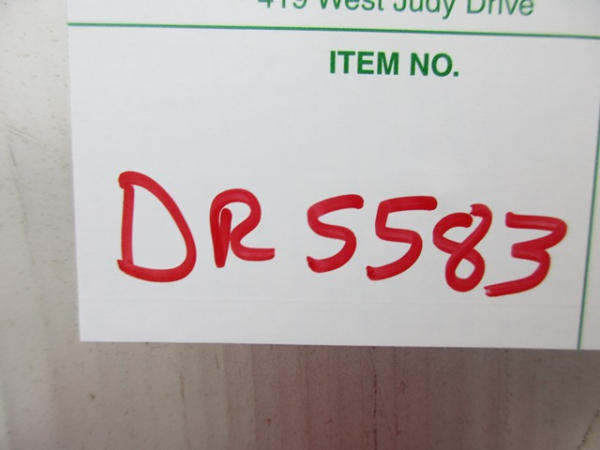 419 West Judy Drive
ITEM NO.
DR 5583